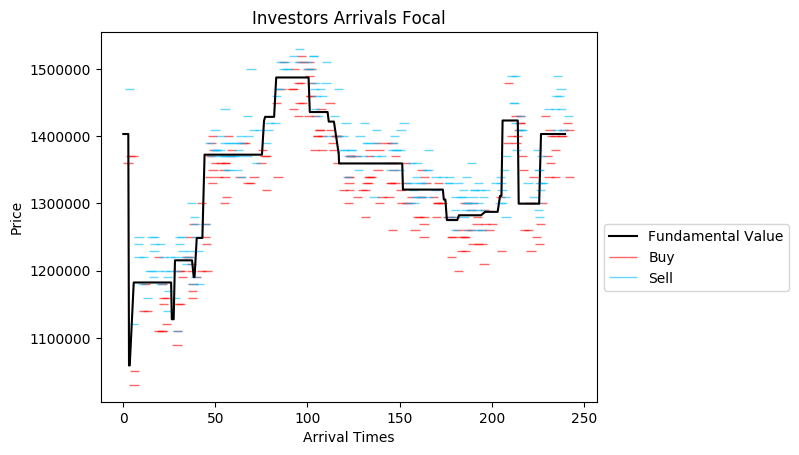 Investors Arrivals Focal
Price
1500000
1400000
1300000
1200000
1100000
0
50
100
150
200
250
Arrival Times
Fundamental Value
Buy
Sell